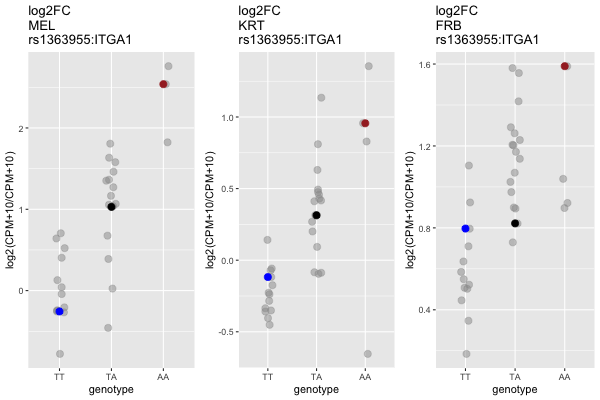 log2FC
MEL
rs1363955:ITGA1
log2(CPM+10/CPM+10)
2
1
0
TT
TA
AA
genotype
log2FC
KRT
rs1363955:ITGA1
log2(CPM+10/CPM+10)
1.0
0.5
0.0
-0.5
TT
TA
AA
genotype
log2FC
FRB
rs1363955:ITGA1
log2(CPM+10/CPM+10)
1.6
1.2
0.8
0.4
TT
TA
AA
genotype